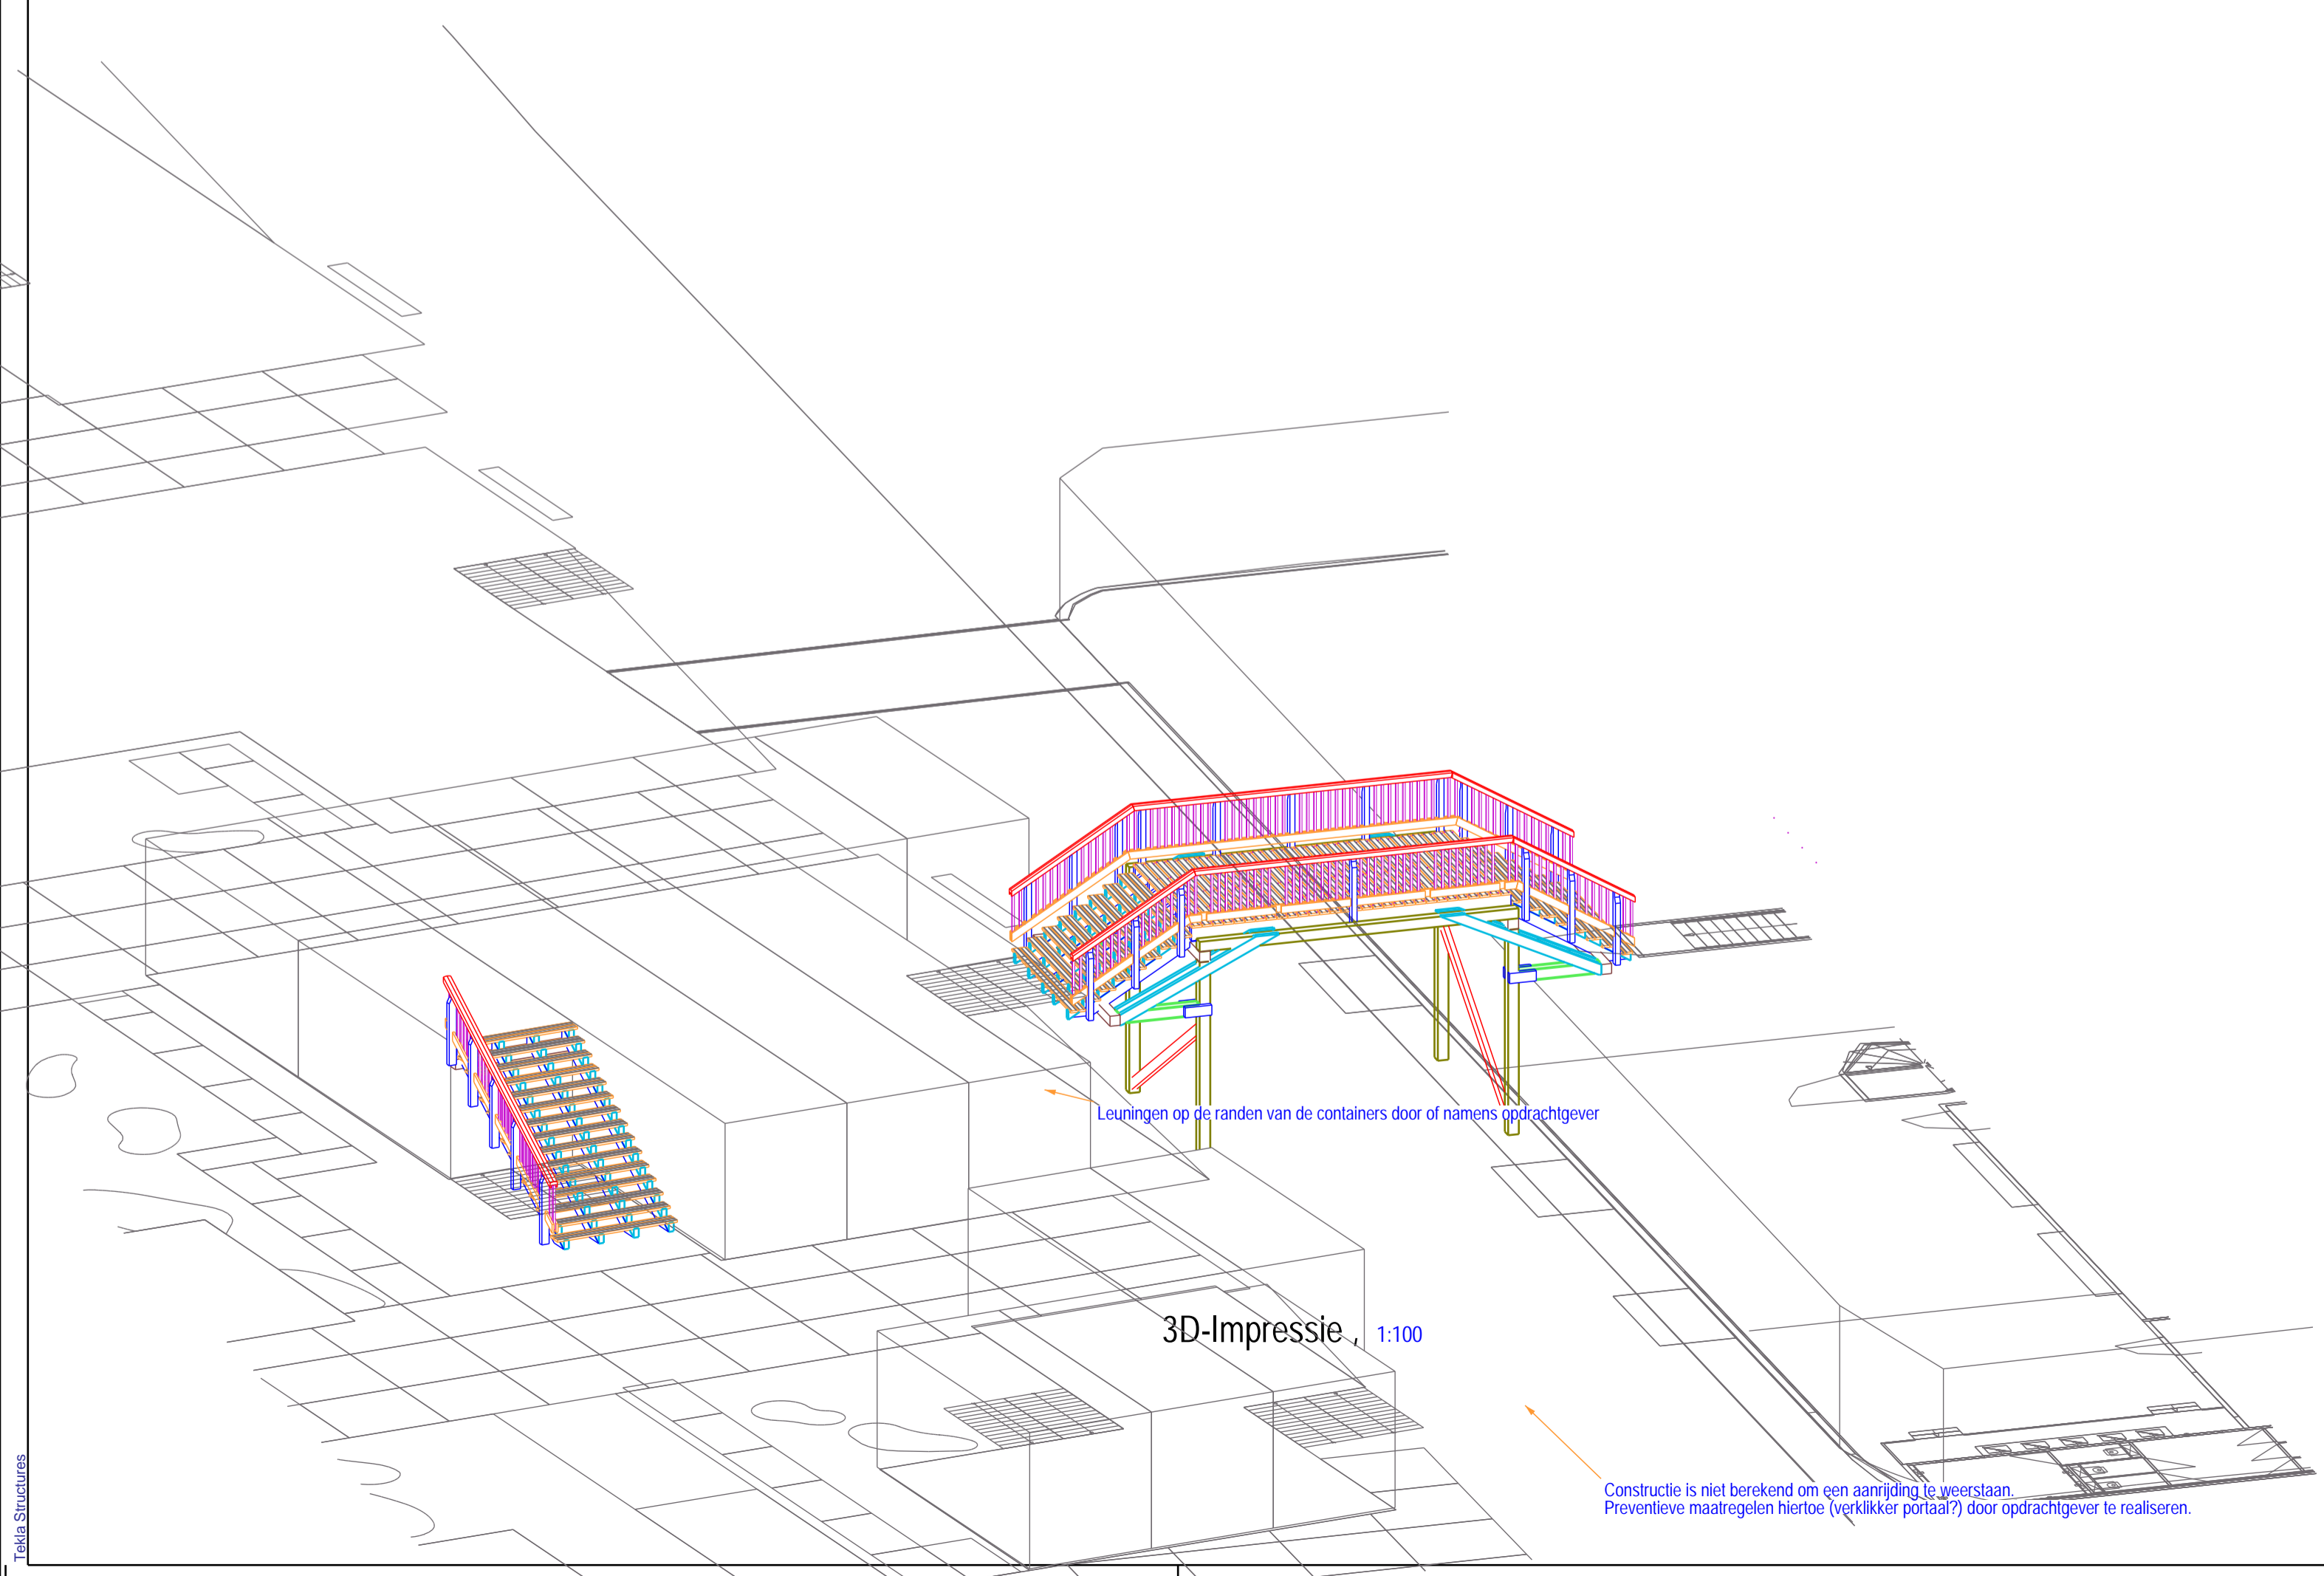 Leuningen op de randen van de containers door of namens opdrachtgever
3D-Impressie , 1:100
Constructie is niet berekend om een aanrijding te weerstaan.
Preventieve maatregelen hiertoe (verklikker portaal?) door opdrachtgever te realiseren.
Tekla Structures